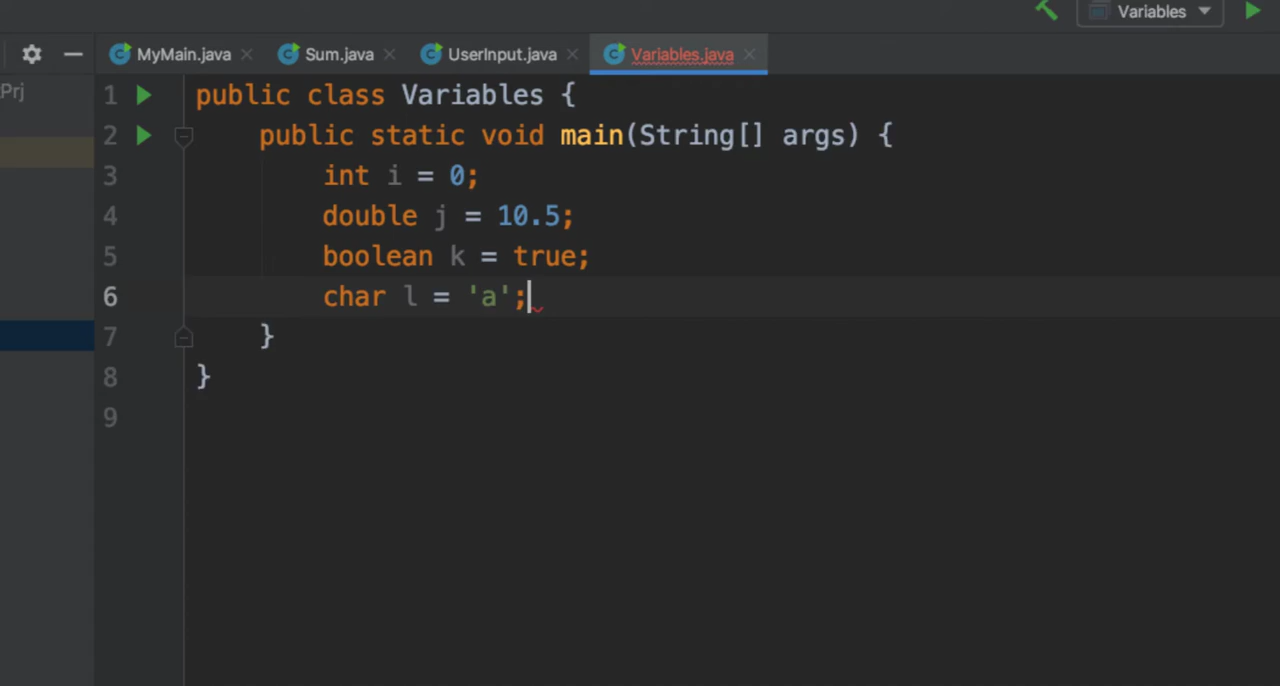 Variables
MyMain.java Sum.java UserInput.java Variables.java
Prj
1 public class Variables {
2 public static void main(String[] args) {
3 int i = 0;
4 double j = 10.5;
5 boolean k = true;
6 char l = 'a';
7 }
8 }
9